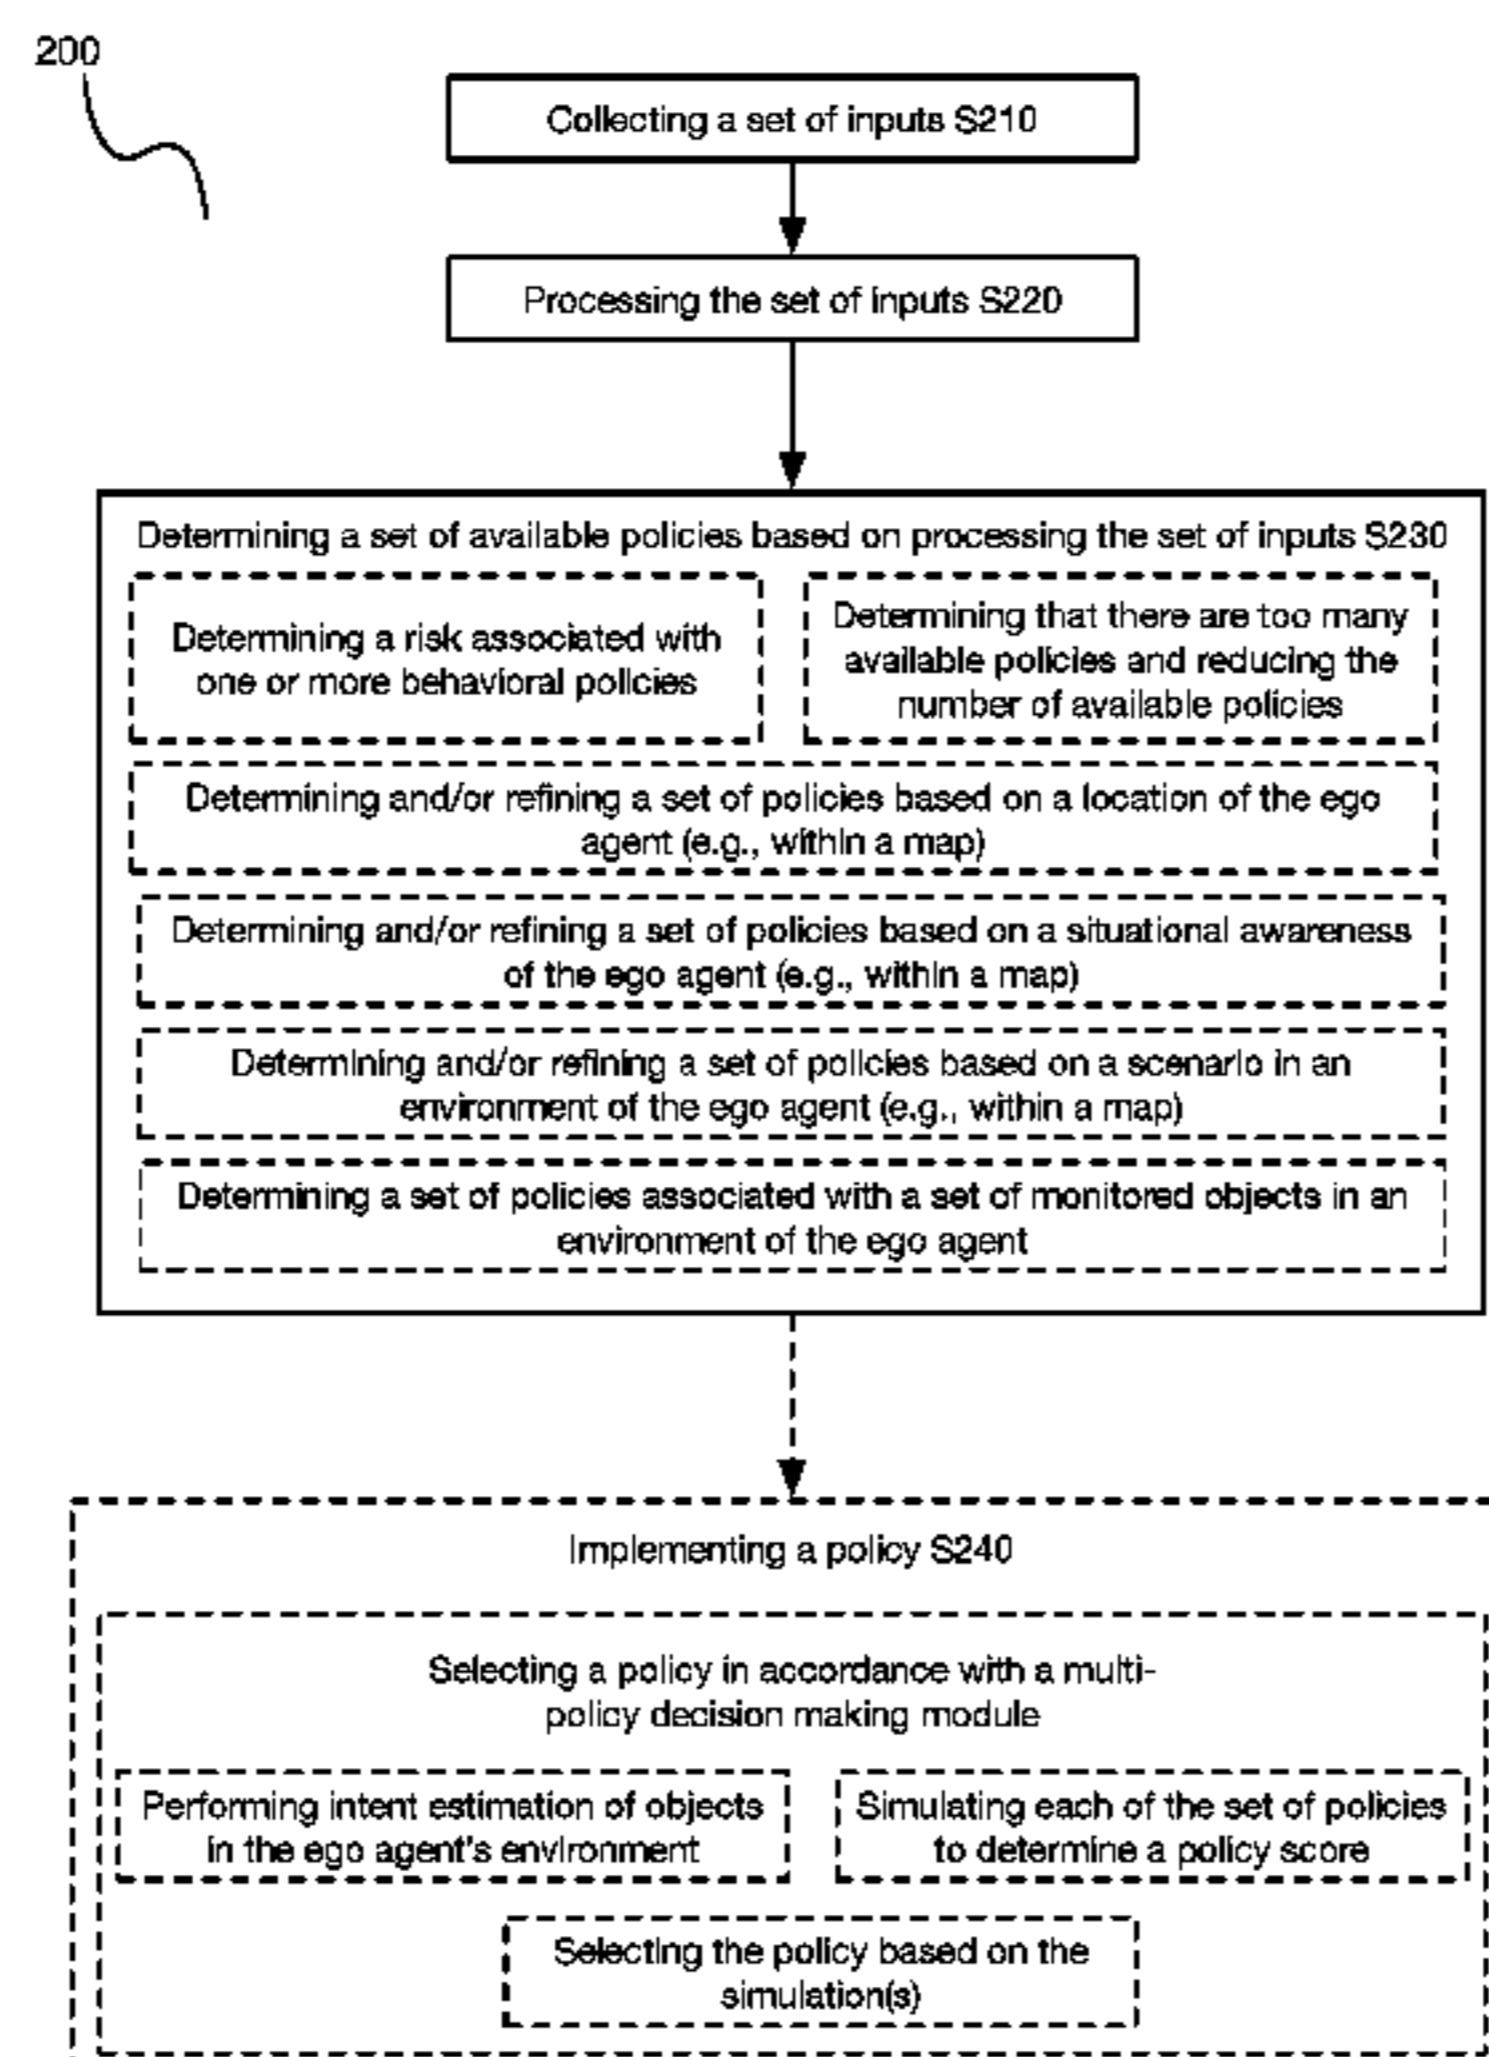 200
Collecting a set of inputs S210
Processing the set of inputs S220
Determining a set of available policies based on processing the set of inputs S230
Determining a risk associated with
one or more behavioral policies
Determining that there are too many
available policies and reducing the
number of available policies
Determining and/or refining a set of policies based on a location of the ego
agent (e.g., within a map)
Determining and/or refining a set of policies based on a situational awareness
of the ego agent (e.g., within a map)
Determining and/or refining a set of policies based on a scenario in an
environment of the ego agent (e.g., within a map)
Determining a set of policies associated with a set of monitored objects in an
environment of the ego agent
Implementing a policy S240
Selecting a policy in accordance with a multi-
policy decision making module
Performing intent estimation of objects
in the ego agent's environment
Simulating each of the set of policies
to determine a policy score
Selecting the policy based on the
simulation(s)